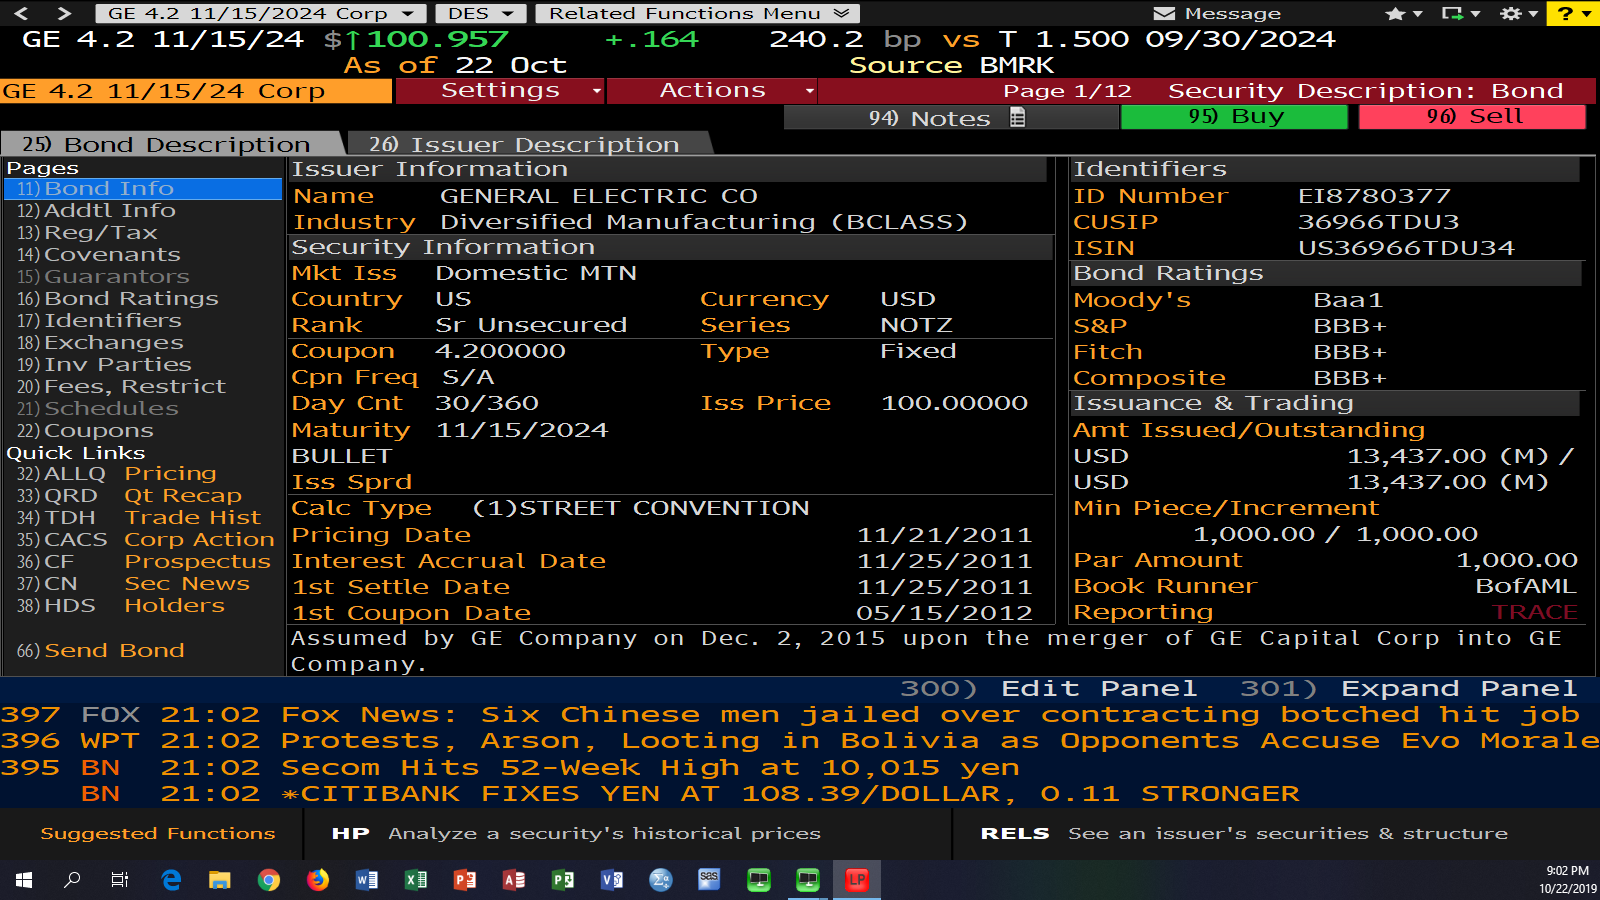 GE 4.2 11/15/2024 Corp DES Related Functions Menu Message ?
GE 4.2 11/15/24 $↑100.957 +.164 240.2 bp vs T 1.500 09/30/2024
As of 22 Oct Source BMRK
GE 4.2 11/15/24 Corp Settings Actions Page 1/12 Security Description: Bond
94) Notes 95) Buy 96) Sell
25) Bond Description 26) Issuer Description
Pages
11) Bond Info
12) Addtl Info
13) Reg/Tax
14) Covenants
15) Guarantors
16) Bond Ratings
17) Identifiers
18) Exchanges
19) Inv Parties
20) Fees, Restrict
21) Schedules
22) Coupons
Quick Links
32) ALLQ Pricing
33) QRD Qt Recap
34) TDH Trade Hist
35) CACS Corp Action
36) CF Prospectus
37) CN Sec News
38) HDS Holders
66) Send Bond
Issuer Information
Name GENERAL ELECTRIC CO
Industry Diversified Manufacturing (BCLASS)
Security Information
Mkt Iss Domestic MTN
Country US Currency USD
Rank Sr Unsecured Series NOTZ
Coupon 4.200000 Type Fixed
Cpn Freq S/A
Day Cnt 30/360 Iss Price 100.00000
Maturity 11/15/2024
BULLET
Iss Sprd
Calc Type (1)STREET CONVENTION
Pricing Date 11/21/2011
Interest Accrual Date 11/25/2011
1st Settle Date 11/25/2011
1st Coupon Date 05/15/2012
Identifiers
ID Number EI8780377
CUSIP 36966TDU3
ISIN US36966TDU34
Bond Ratings
Moody's Baa1
S&P BBB+
Fitch BBB+
Composite BBB+
Issuance & Trading
Amt Issued/Outstanding
USD 13,437.00 (M) /
USD 13,437.00 (M)
Min Piece/Increment
1,000.00 / 1,000.00
Par Amount 1,000.00
Book Runner BofAML
Reporting TRACE
Assumed by GE Company on Dec. 2, 2015 upon the merger of GE Capital Corp into GE
Company.
300) Edit Panel 301) Expand Panel
397 FOX 21:02 Fox News: Six Chinese men jailed over contracting botched hit job
396 WPT 21:02 Protests, Arson, Looting in Bolivia as Opponents Accuse Evo Morale
395 BN 21:02 Secom Hits 52-Week High at 10,015 yen
BN 21:02 *CITIBANK FIXES YEN AT 108.39/DOLLAR, 0.11 STRONGER
Suggested Functions HP Analyze a security's historical prices RELS See an issuer's securities & structure
sas LP
9:02 PM
10/22/2019